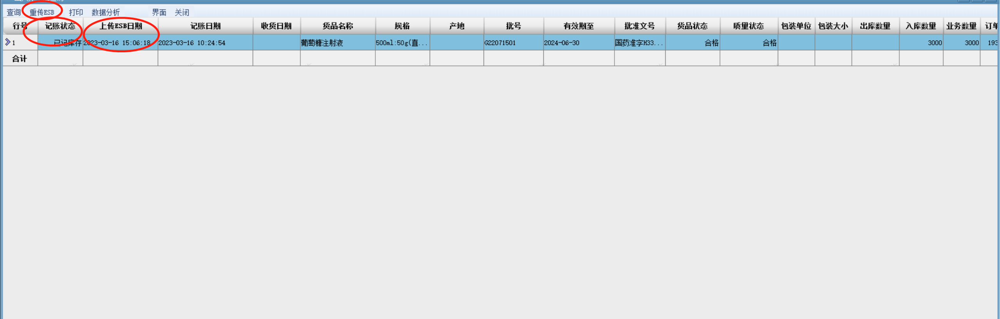 查询 重传ESB 打印 数据分析 界面 关闭
行号 记账状态 上传ESB日期 记账日期 收货日期 货品名称 规格 产地 批号 有效期至 批准文号 货品状态 质量状态 包装单位 包装大小 出库数量 入库数量 业务数量 订单
1 已记库存 2023-03-16 15:06:18 2023-03-16 10:24:54 葡萄糖注射液 500ml:50g(直... G22071501 2024-06-30 国药准字H33... 合格 合格 3000 3000 193
合计